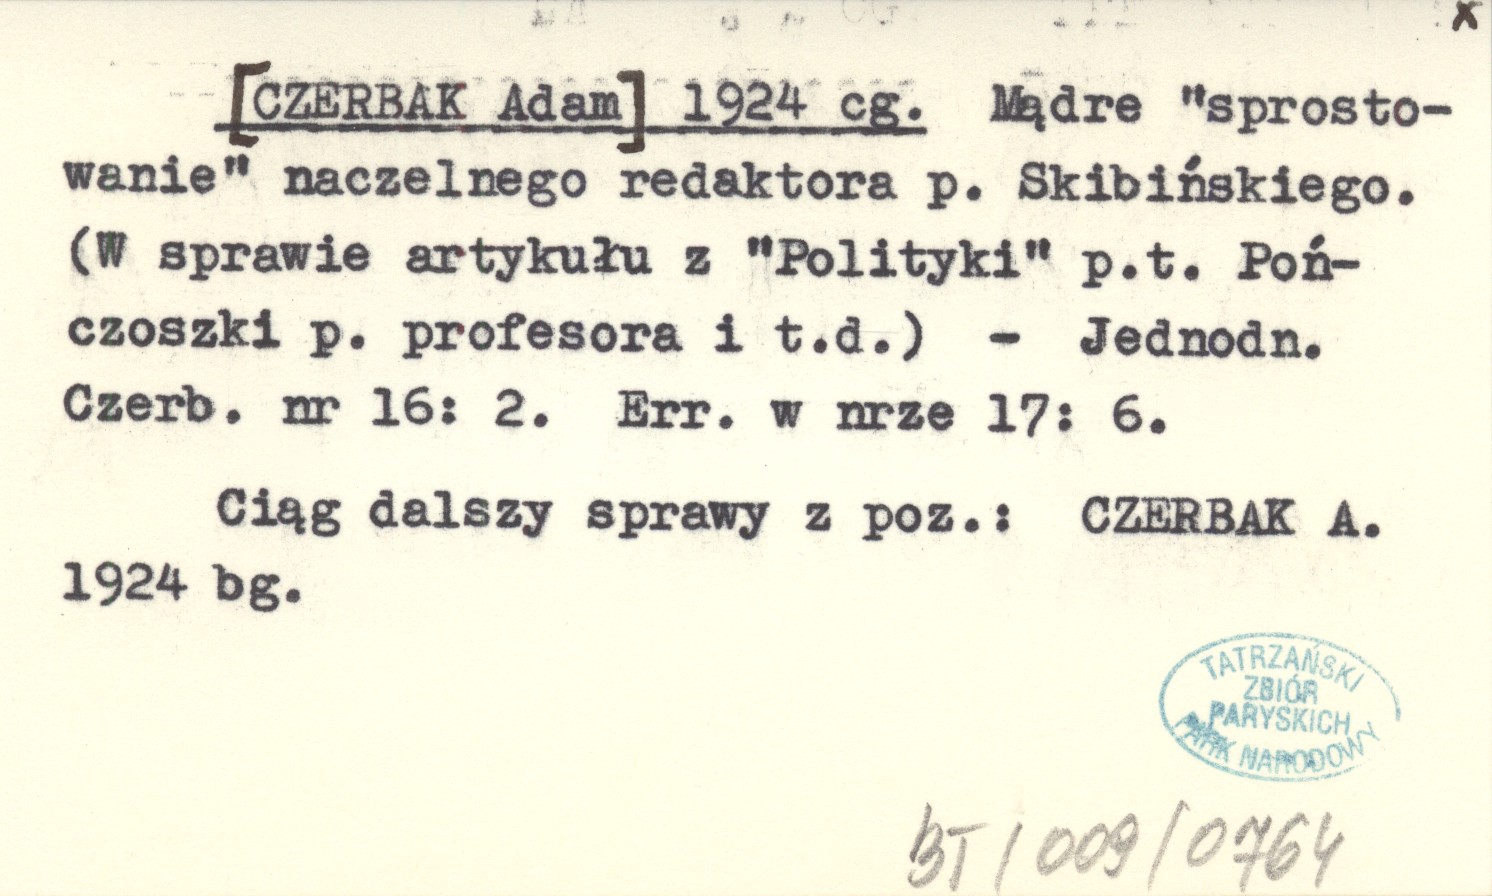 x
[CZERBAK Adam] 1924 cg. Mądre "sprosto-
wanie" naczelnego redaktora p. Skibińskiego.
(W sprawie artykułu z "Polityki" p.t. Poń-
czoszki p. profesora i t.d.) - Jednodn.
Czerb. nr 16: 2. Err. w nrze 17: 6.
Ciąg dalszy sprawy z poz.: CZERBAK A.
1924 bg.
TATRZAŃSKI
ZBIÓR
PARYSKICH
PARK NARODOWY
BT/009/0764